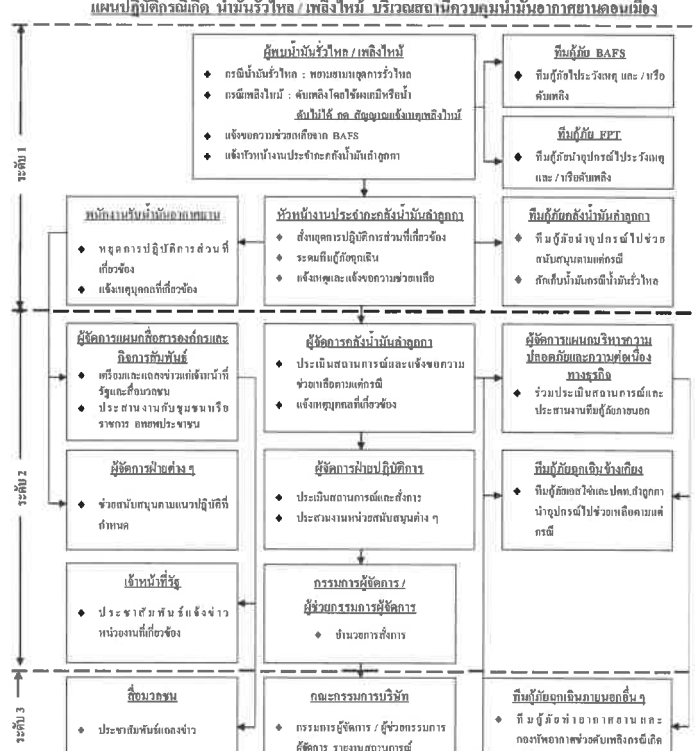 แผนปฏิบัติกรณีเกิด น้ำมันรั่วไหล / เพลิงไหม้ บริเวณสถานีควบคุมน้ำมันอากาศยานดอนเมือง
ผู้พบน้ำมันรั่วไหล / เพลิงไหม้
◆ กรณีน้ำมันรั่วไหล : พยายามหยุดการรั่วไหล
◆ กรณีเพลิงไหม้ : ดับเพลิงโดยใช้ผงเคมีหรือน้ำ
ดับไม่ได้ กด สัญญาณแจ้งเหตุเพลิงไหม้
◆ แจ้งขอความช่วยเหลือจาก BAFS
◆ แจ้งหัวหน้างานประจำกะคลังน้ำมันลำลูกกา
ทีมกู้ภัย BAFS
◆ ทีมกู้ภัยไประวังเหตุ และ / หรือ
ดับเพลิง
ทีมกู้ภัย FPT
◆ ทีมกู้ภัยนำอุปกรณ์ไประวังเหตุ
และ / หรือดับเพลิง
ระดับ 1
พนักงานรับน้ำมันอากาศยาน
◆ หยุดการปฏิบัติการส่วนที่
เกี่ยวข้อง
◆ แจ้งเหตุบุคคลที่เกี่ยวข้อง
หัวหน้างานประจำกะคลังน้ำมันลำลูกกา
◆ สั่งหยุดการปฏิบัติการส่วนที่เกี่ยวข้อง
◆ ระดมทีมกู้ภัยฉุกเฉิน
◆ แจ้งเหตุและแจ้งขอความช่วยเหลือ
ทีมกู้ภัยคลังน้ำมันลำลูกกา
◆ ทีมกู้ภัยนำอุปกรณ์ไปช่วย
สนับสนุนตามแต่กรณี
◆ กักเก็บน้ำมันกรณีน้ำมันรั่วไหล
ผู้จัดการแผนกสื่อสารองค์กรและ
กิจการสัมพันธ์
◆ เตรียมและแถลงข่าวแก่เจ้าหน้าที่
รัฐและสื่อมวลชน
◆ ประสานงานกับชุมชนหรือ
ราชการ อพยพประชาชน
ผู้จัดการคลังน้ำมันลำลูกกา
◆ ประเมินสถานการณ์และแจ้งขอความ
ช่วยเหลือตามแต่กรณี
◆ แจ้งเหตุบุคคลที่เกี่ยวข้อง
ผู้จัดการแผนกบริหารความ
ปลอดภัยและความต่อเนื่อง
ทางธุรกิจ
◆ ร่วมประเมินสถานการณ์และ
ประสานงานทีมกู้ภัยภายนอก
ระดับ 2
ผู้จัดการฝ่ายต่าง ๆ
◆ ช่วยสนับสนุนตามแนวปฏิบัติที่
กำหนด
ผู้จัดการฝ่ายปฏิบัติการ
◆ ประเมินสถานการณ์และสั่งการ
◆ ประสานงานหน่วยสนับสนุนต่าง ๆ
ทีมกู้ภัยฉุกเฉินข้างเคียง
◆ ทีมกู้ภัยเอสโซ่และปตท.ลำลูกกา
นำอุปกรณ์ไปช่วยเหลือตามแต่
กรณี
เจ้าหน้าที่รัฐ
◆ ประชาสัมพันธ์แจ้งข่าว
หน่วยงานที่เกี่ยวข้อง
กรรมการผู้จัดการ /
ผู้ช่วยกรรมการผู้จัดการ
◆ อำนวยการสั่งการ
ระดับ 3
สื่อมวลชน
◆ ประชาสัมพันธ์แถลงข่าว
คณะกรรมการบริษัท
◆ กรรมการผู้จัดการ / ผู้ช่วยกรรมการ
ผู้จัดการ รายงานสถานการณ์
ทีมกู้ภัยฉุกเฉินภายนอกอื่น ๆ
◆ ทีมกู้ภัยท่าอากาศยานและ
กองทัพอากาศช่วยดับเพลิงกรณีเกิด